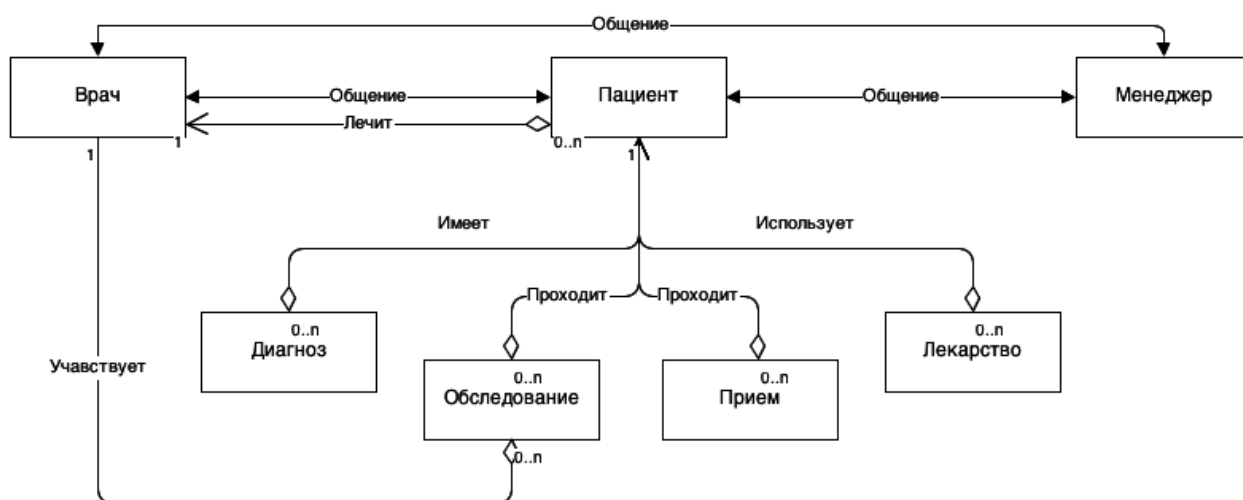 Общение
Врач
Общение
Пациент
Общение
Менеджер
Лечит
1
1
0..n
1
Имеет
Использует
Проходит
Проходит
0..n
Диагноз
0..n
Лекарство
Учавствует
0..n
Обследование
0..n
Прием
0..n